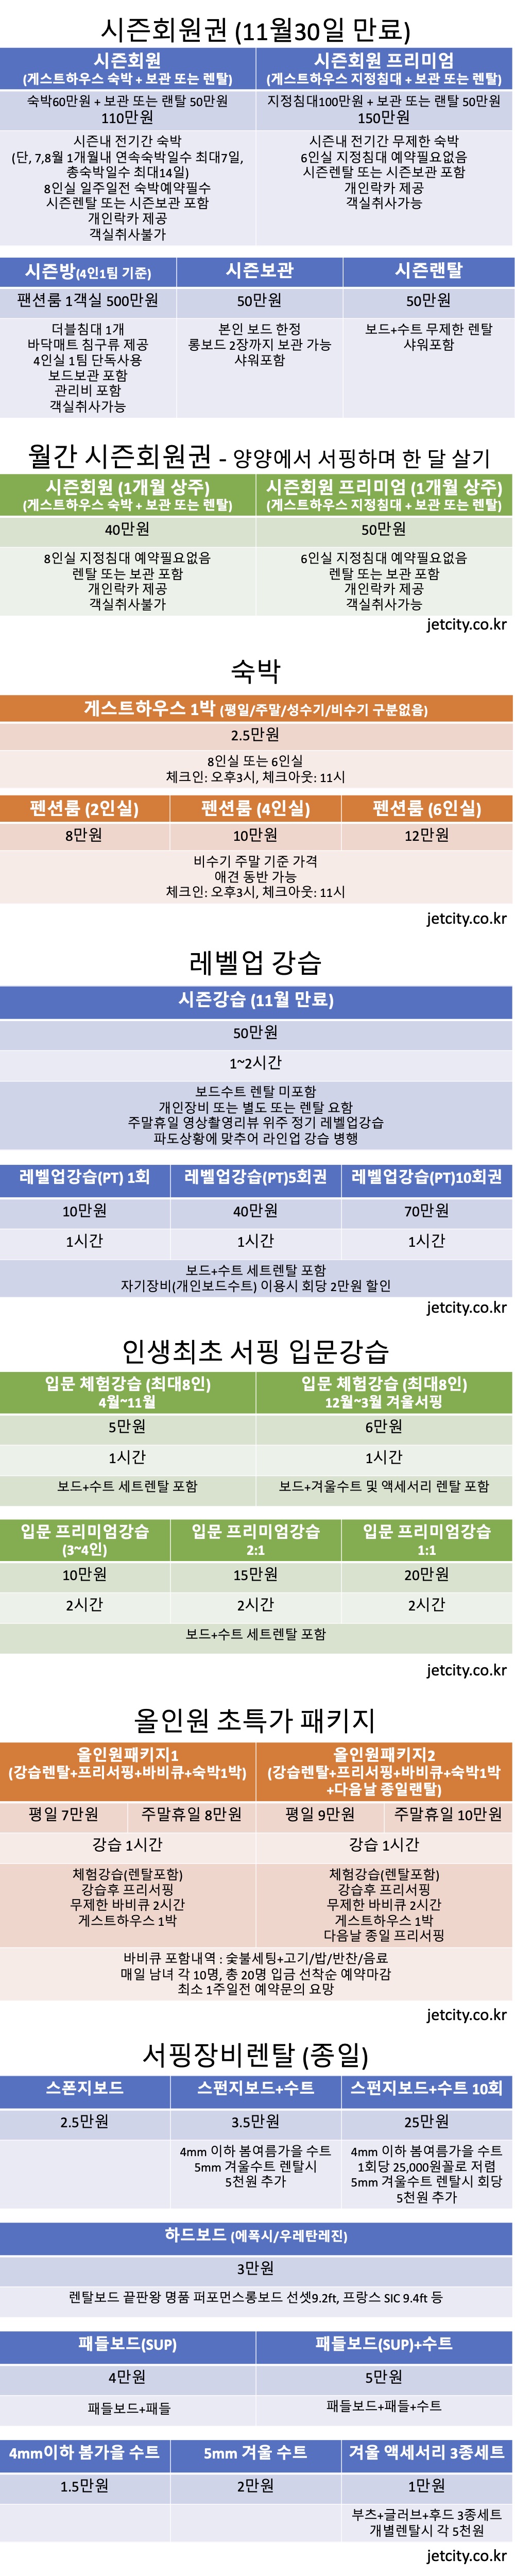 시즌회원권 (11월30일 만료)
시즌회원
(게스트하우스 숙박 + 보관 또는 렌탈)
시즌회원 프리미엄
(게스트하우스 지정침대 + 보관 또는 렌탈)
숙박60만원 + 보관 또는 랜탈 50만원
110만원
지정침대100만원 + 보관 또는 랜탈 50만원
150만원
시즌내 전기간 숙박
(단, 7,8월 1개월내 연속숙박일수 최대7일,
총숙박일수 최대14일)
8인실 일주일전 숙박예약필수
시즌렌탈 또는 시즌보관 포함
개인락카 제공
객실취사불가
시즌내 전기간 무제한 숙박
6인실 지정침대 예약필요없음
시즌렌탈 또는 시즌보관 포함
개인락카 제공
객실취사가능
시즌방(4인1팀 기준)
시즌보관
시즌랜탈
팬션룸 1객실 500만원
50만원
50만원
더블침대 1개
바닥매트 침구류 제공
4인실 1팀 단독사용
보드보관 포함
관리비 포함
객실취사가능
본인 보드 한정
롱보드 2장까지 보관 가능
샤워포함
보드+수트 무제한 렌탈
샤워포함
월간 시즌회원권 - 양양에서 서핑하며 한 달 살기
시즌회원 (1개월 상주)
(게스트하우스 숙박 + 보관 또는 렌탈)
시즌회원 프리미엄 (1개월 상주)
(게스트하우스 지정침대 + 보관 또는 렌탈)
40만원
50만원
8인실 지정침대 예약필요없음
렌탈 또는 보관 포함
개인락카 제공
객실취사불가
6인실 지정침대 예약필요없음
렌탈 또는 보관 포함
개인락카 제공
객실취사가능
jetcity.co.kr
숙박
게스트하우스 1박 (평일/주말/성수기/비수기 구분없음)
2.5만원
8인실 또는 6인실
체크인: 오후3시, 체크아웃: 11시
펜션룸 (2인실)
펜션룸 (4인실)
펜션룸 (6인실)
8만원
10만원
12만원
비수기 주말 기준 가격
애견 동반 가능
체크인: 오후3시, 체크아웃: 11시
jetcity.co.kr
레벨업 강습
시즌강습 (11월 만료)
50만원
1~2시간
보드수트 렌탈 미포함
개인장비 또는 별도 또는 렌탈 요함
주말휴일 영상촬영리뷰 위주 정기 레벨업강습
파도상황에 맞추어 라인업 강습 병행
레벨업강습(PT) 1회
레벨업강습(PT)5회권
레벨업강습(PT)10회권
10만원
40만원
70만원
1시간
1시간
1시간
보드+수트 세트렌탈 포함
자기장비(개인보드수트) 이용시 회당 2만원 할인
jetcity.co.kr
인생최초 서핑 입문강습
입문 체험강습 (최대8인)
4월~11월
입문 체험강습 (최대8인)
12월~3월 겨울서핑
5만원
6만원
1시간
1시간
보드+수트 세트렌탈 포함
보드+겨울수트 및 액세서리 렌탈 포함
입문 프리미엄강습
(3~4인)
입문 프리미엄강습
2:1
입문 프리미엄강습
1:1
10만원
15만원
20만원
2시간
2시간
2시간
보드+수트 세트렌탈 포함
jetcity.co.kr
올인원 초특가 패키지
올인원패키지1
(강습렌탈+프리서핑+바비큐+숙박1박)
올인원패키지2
(강습렌탈+프리서핑+바비큐+숙박1박
+다음날 종일랜탈)
평일 7만원
주말휴일 8만원
평일 9만원
주말휴일 10만원
강습 1시간
강습 1시간
체험강습(렌탈포함)
강습후 프리서핑
무제한 바비큐 2시간
게스트하우스 1박
체험강습(렌탈포함)
강습후 프리서핑
무제한 바비큐 2시간
게스트하우스 1박
다음날 종일 프리서핑
바비큐 포함내역 : 숯불세팅+고기/밥/반찬/음료
매일 남녀 각 10명, 총 20명 입금 선착순 예약마감
최소 1주일전 예약문의 요망
jetcity.co.kr
서핑장비렌탈 (종일)
스폰지보드
스펀지보드+수트
스펀지보드+수트 10회
2.5만원
3.5만원
25만원
4mm 이하 봄여름가을 수트
5mm 겨울수트 렌탈시
5천원 추가
4mm 이하 봄여름가을 수트
1회당 25,000원꼴로 저렴
5mm 겨울수트 렌탈시 회당
5천원 추가
하드보드 (에폭시/우레탄레진)
3만원
렌탈보드 끝판왕 명품 퍼포먼스롱보드 선셋9.2ft, 프랑스 SIC 9.4ft 등
패들보드(SUP)
패들보드(SUP)+수트
4만원
5만원
패들보드+패들
패들보드+패들+수트
4mm이하 봄가을 수트
5mm 겨울 수트
겨울 액세서리 3종세트
1.5만원
2만원
1만원
부츠+글러브+후드 3종세트
개별렌탈시 각 5천원
jetcity.co.kr